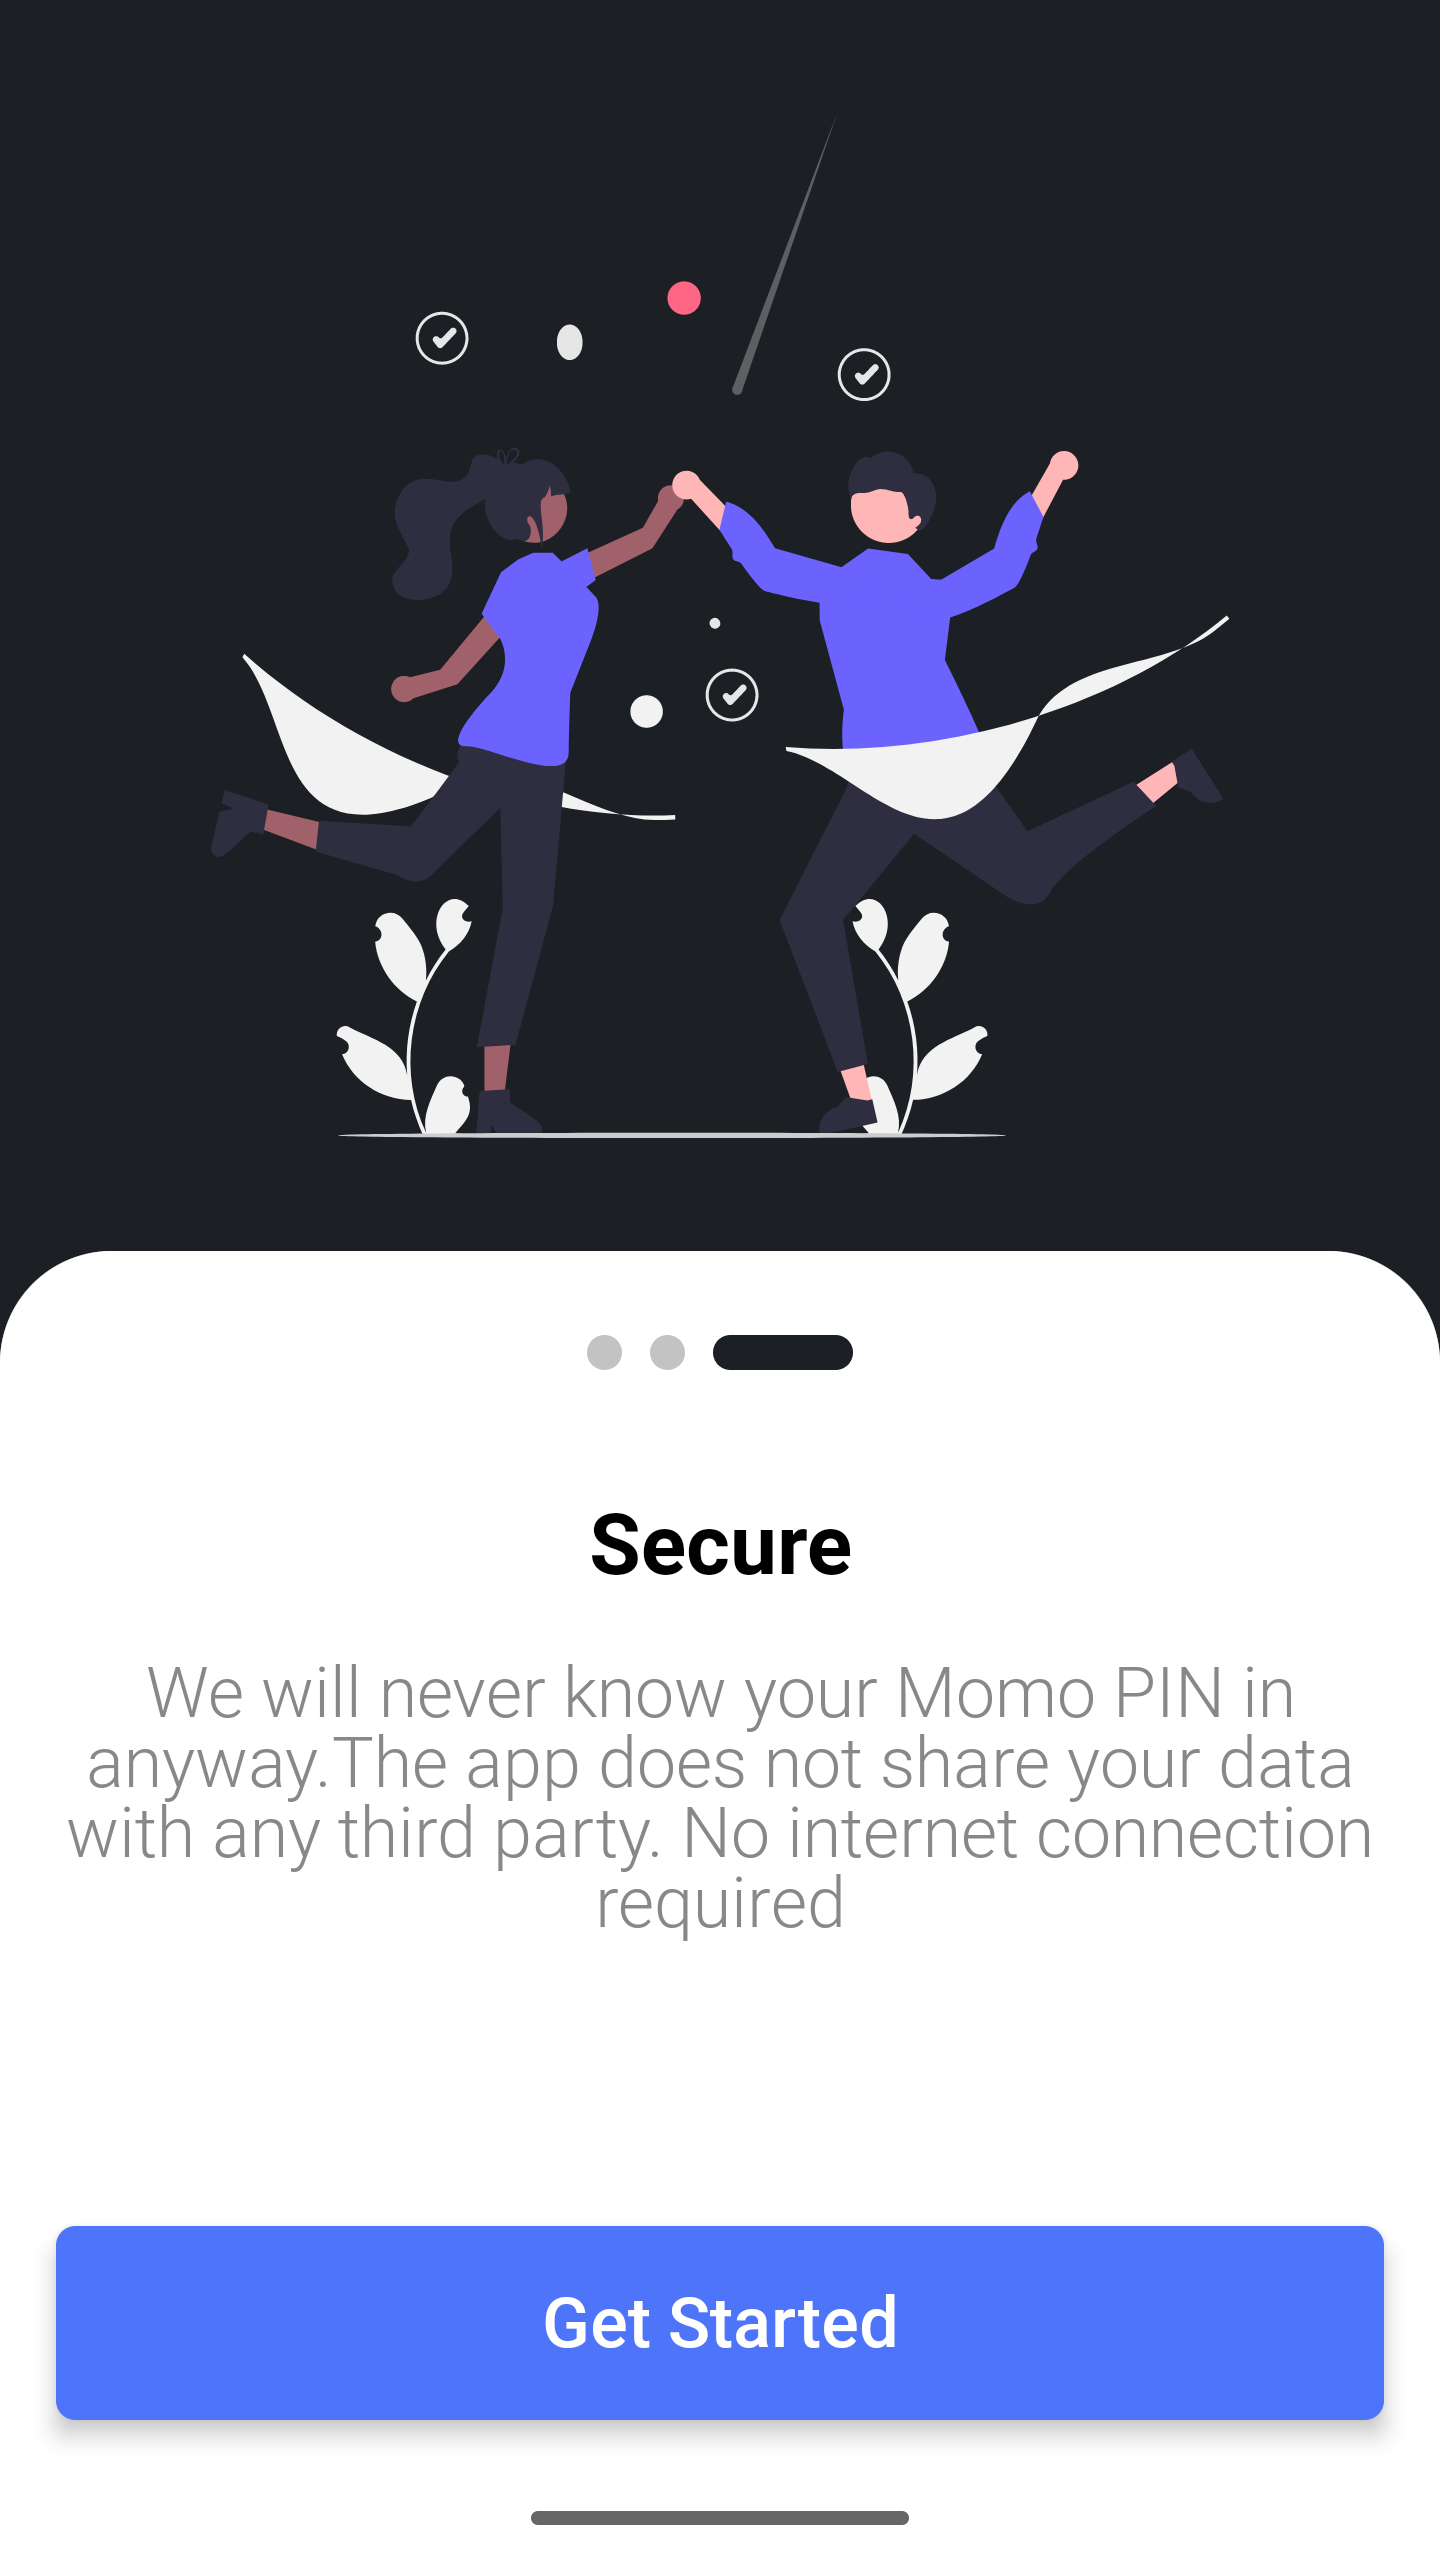 Secure
We will never know your Momo PIN in
anyway.The app does not share your data
with any third party. No internet connection
required
Get Started